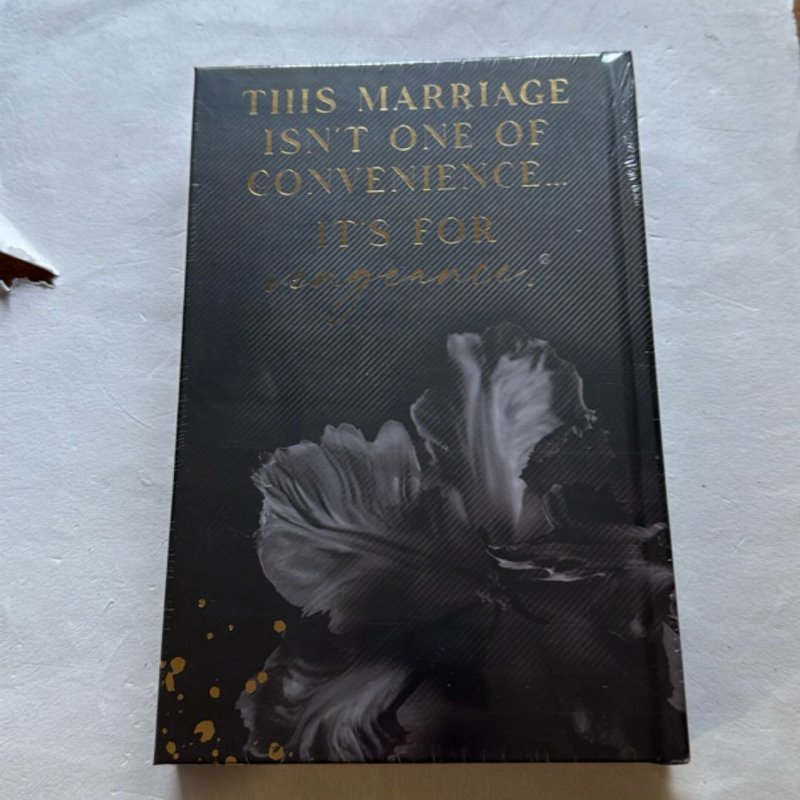 THIS MARRIAGE
ISN'T ONE OF
CONVENIENCE...
IT'S FOR
vengeance.